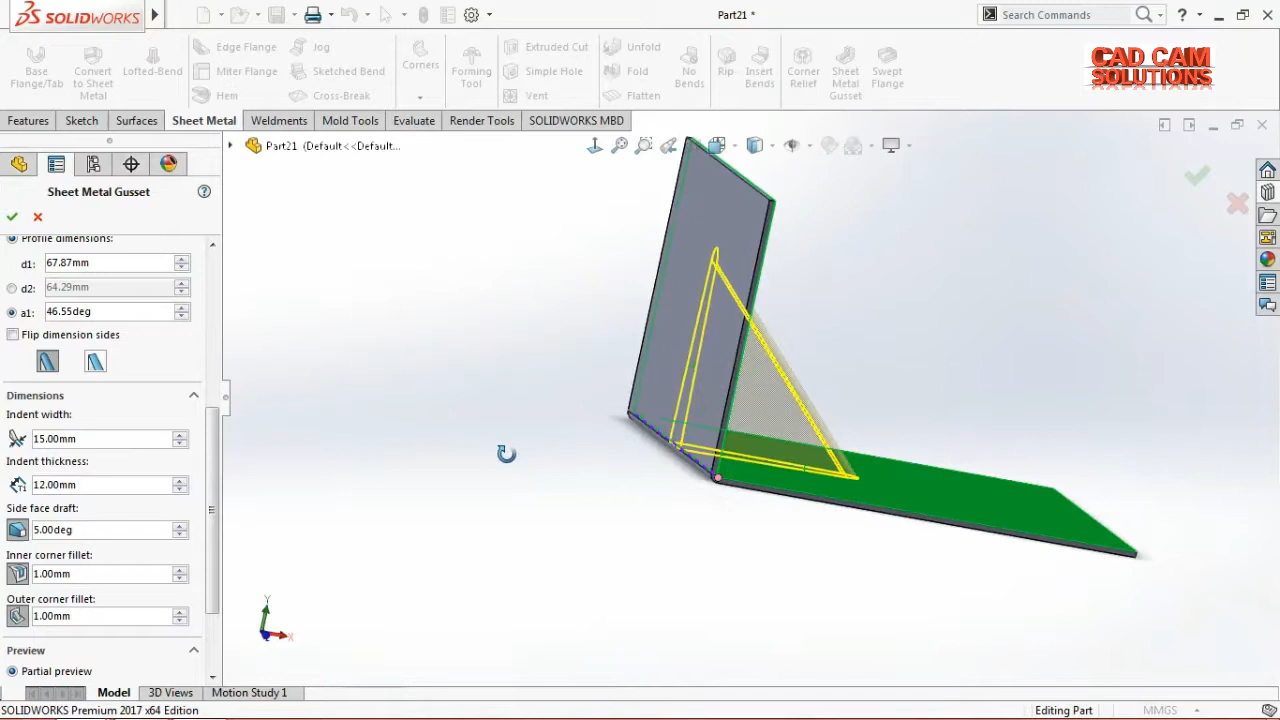 SOLIDWORKS
Part21 *
Search Commands
?
Base Flange/Tab
Convert to Sheet Metal
Lofted-Bend
Edge Flange
Miter Flange
Hem
Jog
Sketched Bend
Cross-Break
Corners
Forming Tool
Extruded Cut
Simple Hole
Vent
Unfold
Fold
Flatten
No Bends
Rip
Insert Bends
Corner Relief
Sheet Metal Gusset
Swept Flange
CAD CAM
SOLUTIONS
Features
Sketch
Surfaces
Sheet Metal
Weldments
Mold Tools
Evaluate
Render Tools
SOLIDWORKS MBD
Part21 (Default<<Default...
Sheet Metal Gusset
?
Profile dimensions:
d1: 67.87mm
d2: 64.29mm
a1: 46.55deg
Flip dimension sides
Dimensions
Indent width:
15.00mm
Indent thickness:
12.00mm
Side face draft:
5.00deg
Inner corner fillet:
1.00mm
Outer corner fillet:
1.00mm
Preview
Partial preview
Y
X
Z
Model
3D Views
Motion Study 1
SOLIDWORKS Premium 2017 x64 Edition
Editing Part
MMGS